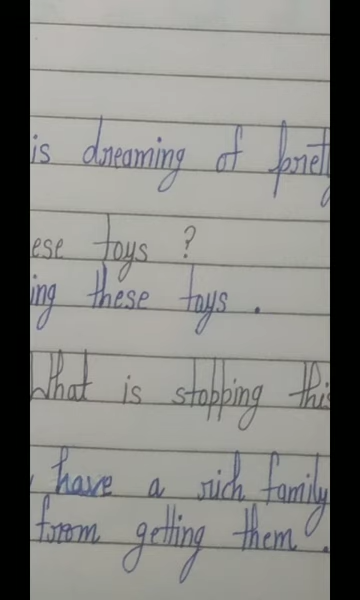 is dreaming of
ese toys ?
ing these toys .
What is stopping
have a rich family
from getting them .